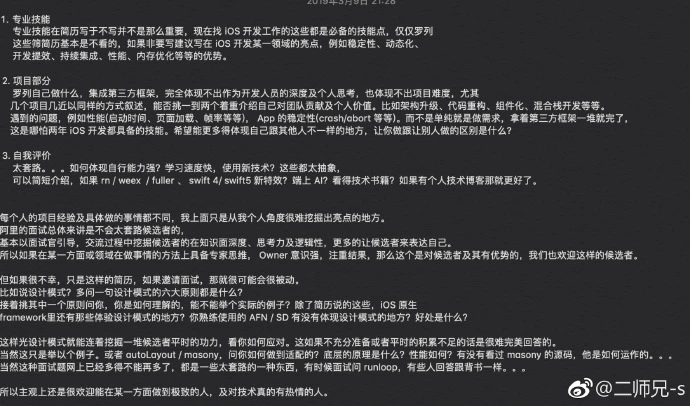 2019年3月9日 21:28
1. 专业技能
专业技能在简历写于不写并不是那么重要，现在找 iOS 开发工作的这些都是必备的技能点，仅仅罗列
这些筛简历基本是不看的，如果非要写建议写在 iOS 开发某一领域的亮点，例如稳定性、动态化、
开发提效、持续集成、性能、内存优化等等的优势。
2. 项目部分
罗列自己做什么，集成第三方框架，完全体现不出作为开发人员的深度及个人思考，也体现不出项目难度，尤其
几个项目几近以同样的方式叙述，能否挑一到两个着重介绍自己对团队贡献及个人价值。比如架构升级、代码重构、组件化、混合栈开发等等。
遇到的问题，例如性能(启动时间、页面加载、帧率等等)， App 的稳定性(crash/abort 等等)。而不是单纯就是做需求，拿着第三方框架一堆就完了，
这是哪怕两年 iOS 开发都具备的技能。希望能更多得体现自己跟其他人不一样的地方，让你做跟让别人做的区别是什么？
3. 自我评价
太套路。。。如何体现自行能力强？学习速度快，使用新技术？这些都太抽象，
可以简短介绍，如果 rn / weex / fuller 、 swift 4/ swift5 新特效？端上 AI？看得技术书籍？如果有个人技术博客那就更好了。
每个人的项目经验及具体做的事情都不同，我上面只是从我个人角度很难挖掘出亮点的地方。
阿里的面试总体来讲是不会太套路候选者的，
基本以面试官引导，交流过程中挖掘候选者的在知识面深度、思考力及逻辑性，更多的让候选者来表达自己。
所以如果在某一方面或领域在做事情的方法上具备专家思维， Owner 意识强，注重结果，那么这个是对候选者及其有优势的，我们也欢迎这样的候选者。
但如果很不幸，只是这样的简历，如果邀请面试，那就很可能会很被动。
比如说设计模式？多问一句设计模式的六大原则都是什么？
接着挑其中一个原则问你，你是如何理解的，能不能举个实际的例子？除了简历说的这些，iOS 原生
framework里还有那些体验设计模式的地方？你熟练使用的 AFN / SD 有没有体现设计模式的地方？好处是什么？
这样光设计模式就能连着挖掘一堆候选者平时的功力，看你如何应对。这如果不充分准备或者平时的积累不足的话是很难完美回答的。
当然这只是举以个例子。或者 autoLayout / masony，问你如何做到适配的？底层的原理是什么？性能如何？有没有看过 masony 的源码，他是如何运作的。。。
当然这种面试题网上已经多得不能再多了，都是一些太套路的一种东西，有时候面试问 runloop，有些人回答跟背书一样。。。
所以主观上还是很欢迎能在某一方面做到极致的人，及对技术真的有热情的人。
@二师兄-s